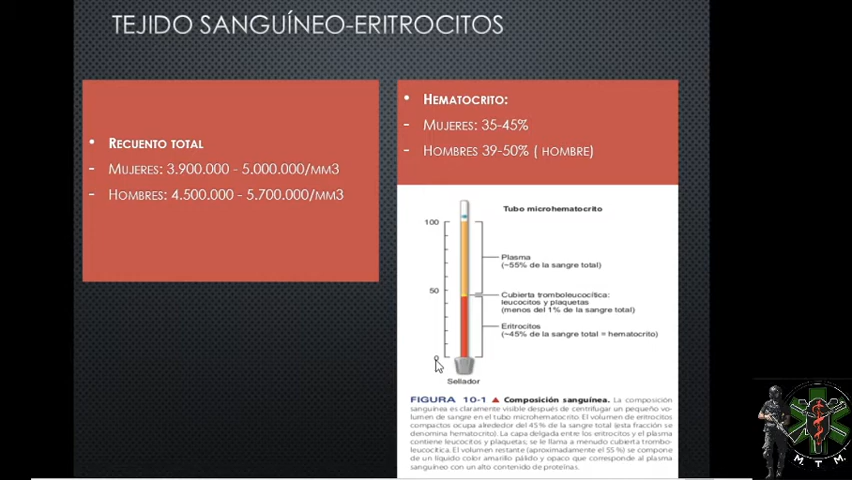 TEJIDO SANGUÍNEO-ERITROCITOS
• RECUENTO TOTAL
- MUJERES: 3.900.000 - 5.000.000/MM3
- HOMBRES: 4.500.000 - 5.700.000/MM3
• HEMATOCRITO:
- MUJERES: 35-45%
- HOMBRES 39-50% ( HOMBRE)
Tubo microhematocrito
100
Plasma
(~55% de la sangre total)
50
Cubierta tromboleucocítica:
leucocitos y plaquetas
(menos del 1% de la sangre total)
Eritrocitos
(~45% de la sangre total = hematocrito)
0
Sellador
FIGURA 10-1 ▲ Composición sanguínea. La composición
sanguínea es claramente visible después de centrifugar un pequeño vo-
lumen de sangre en el tubo microhematocrito. El volumen de eritrocitos
compactos ocupa alrededor del 45% de la sangre total (esta fracción se
denomina hematocrito). La capa delgada entre los eritrocitos y el plasma
contiene leucocitos y plaquetas; se le llama a menudo cubierta trombo-
leucocítica. El volumen restante (aproximadamente el 55%) se compone
de un líquido color amarillo pálido y opaco que corresponde al plasma
sanguíneo con un alto contenido de proteínas.
M. T. M.